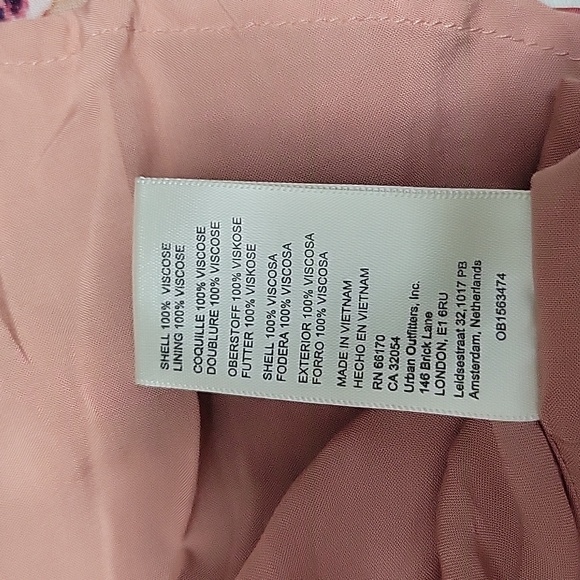 SHELL 100% VISCOSE
LINING 100% VISCOSE
COQUILLE 100% VISCOSE
DOUBLURE 100% VISCOSE
OBERSTOFF 100% VISKOSE
FUTTER 100% VISKOSE
SHELL 100% VISCOSA
FODERA 100% VISCOSA
EXTERIOR 100% VISCOSA
FORRO 100% VISCOSA
MADE IN VIETNAM
HECHO EN VIETNAM
RN 66170
CA 32054
Urban Outfitters, Inc.
146 Brick Lane
LONDON, E1 6RU
Leidsestraat 32,1017 PB
Amsterdam, Netherlands
OB1563474